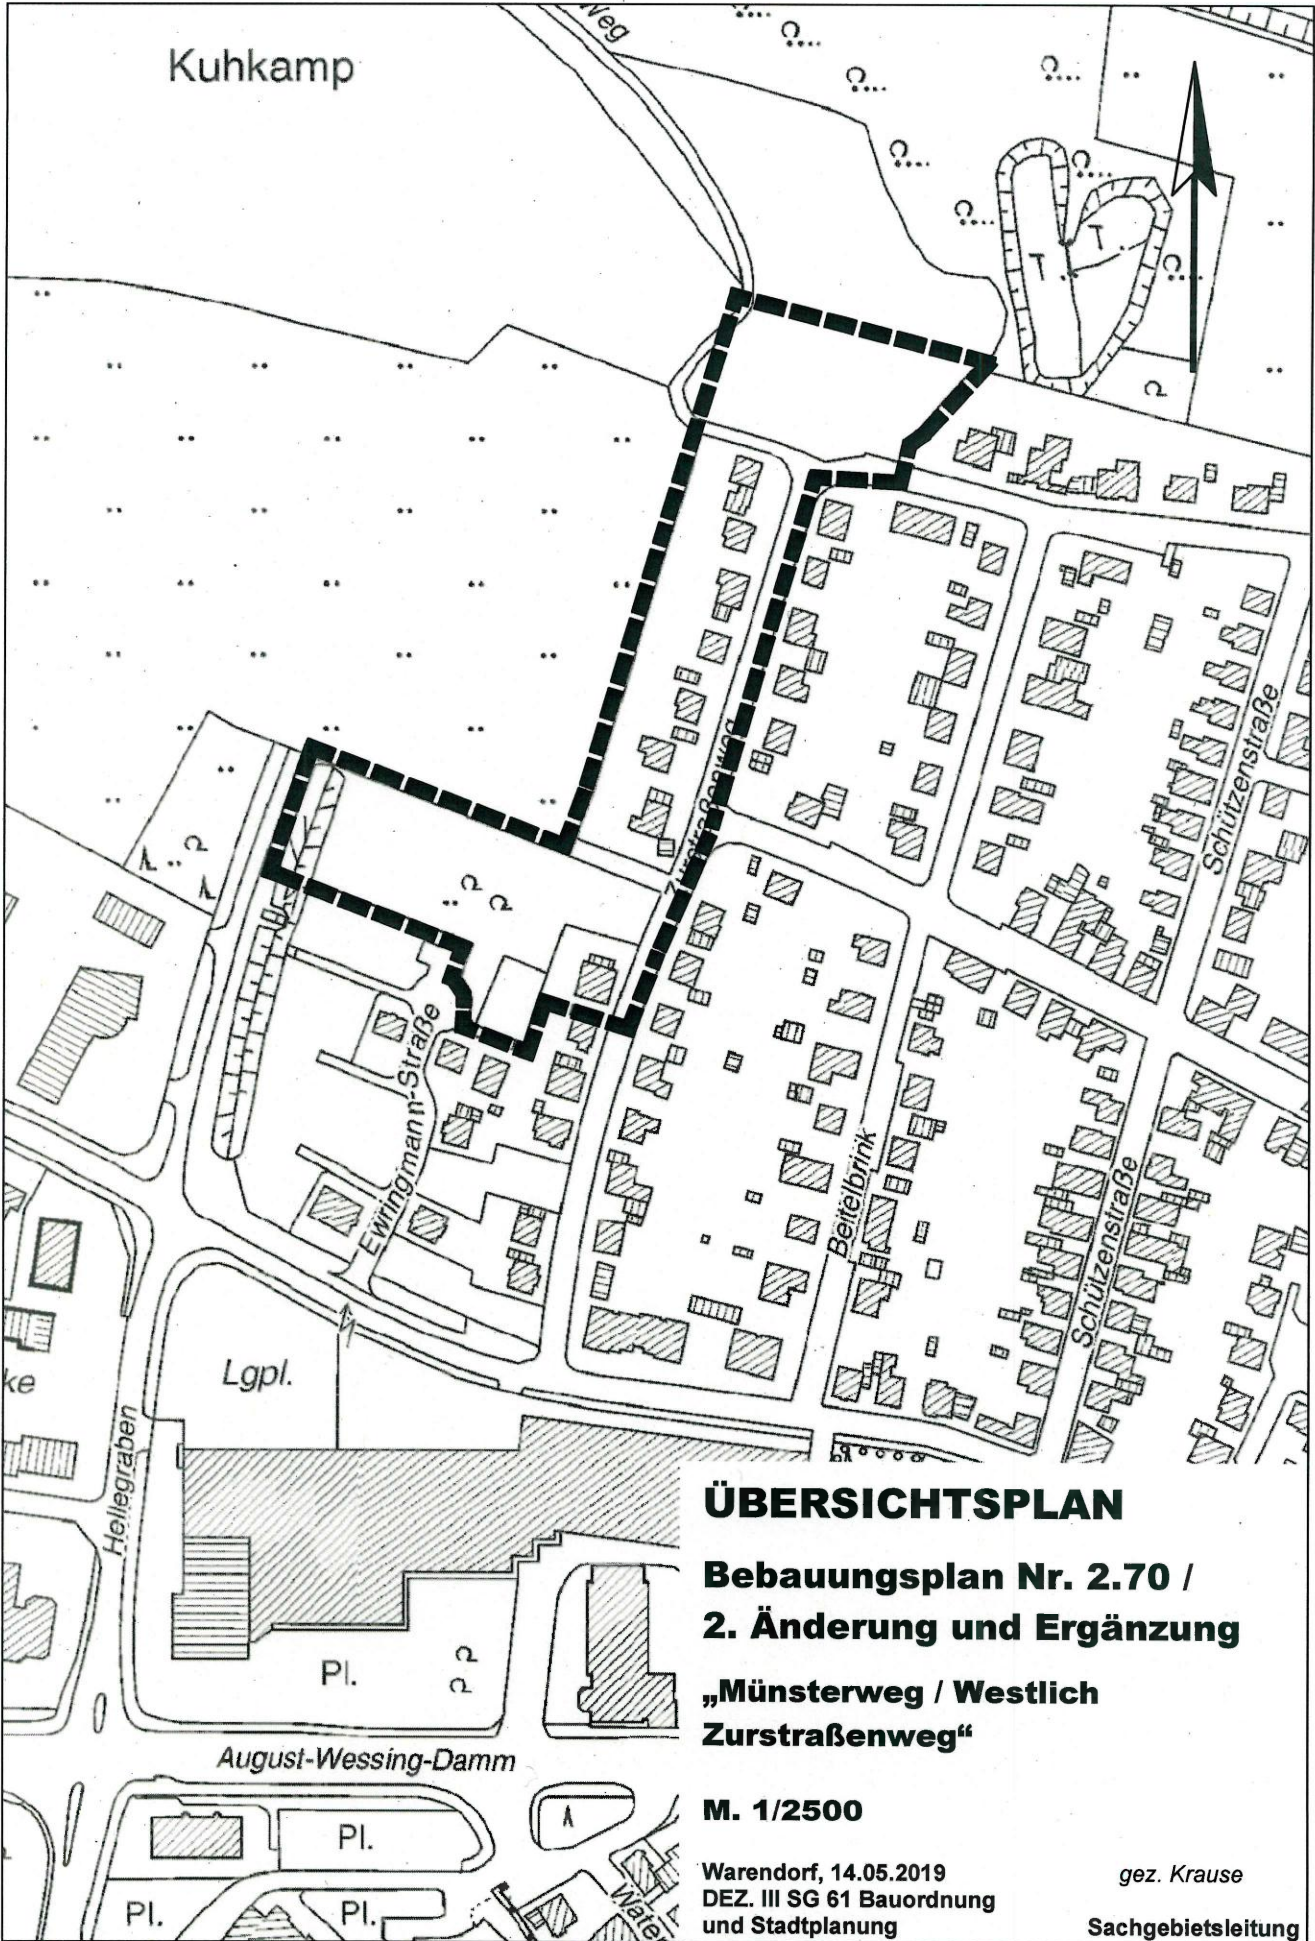 Weg
Kuhkamp
T
T
Zurstraßenweg
Schützenstraße
Ewringmann-Straße
Beitelbrink
Schützenstraße
Lgpl.
ke
Hellegraben
Pl.
August-Wessing-Damm
Pl.
Pl.
Pl.
ÜBERSICHTSPLAN
Bebauungsplan Nr. 2.70 /
2. Änderung und Ergänzung
„Münsterweg / Westlich
Zurstraßenweg“
M. 1/2500
Warendorf, 14.05.2019
DEZ. III SG 61 Bauordnung
und Stadtplanung
gez. Krause
Sachgebietsleitung